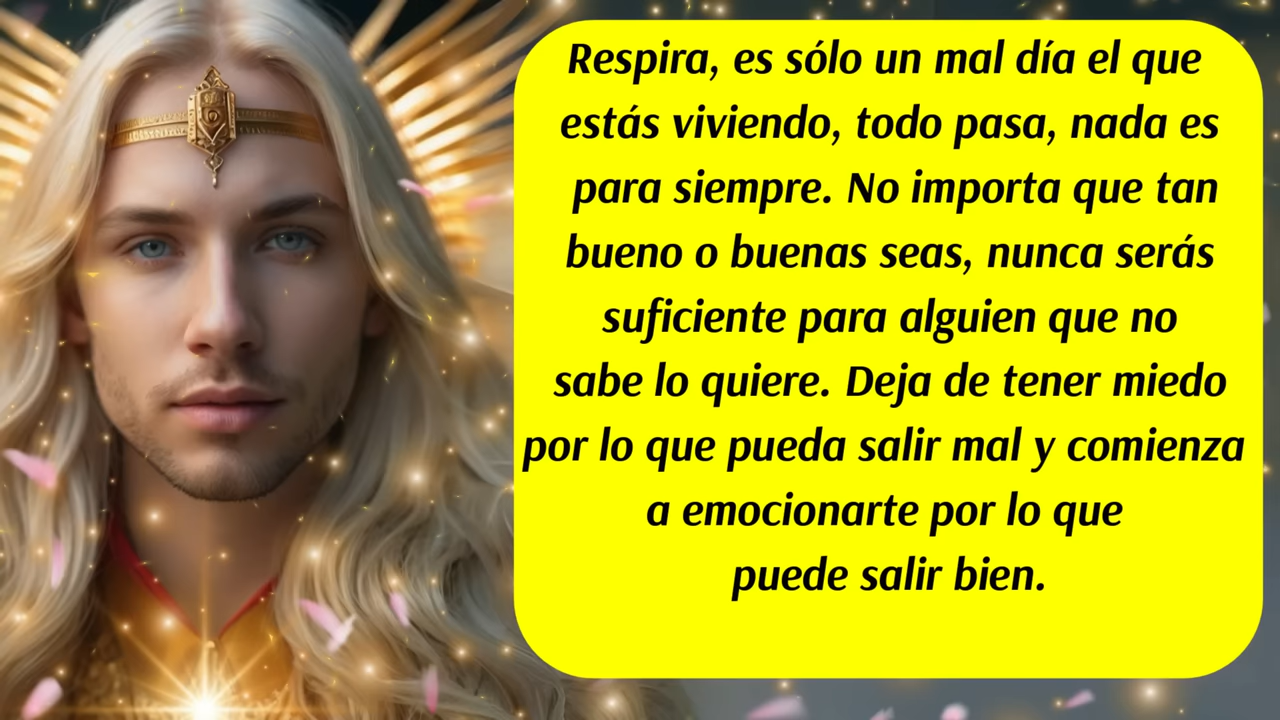 Respira, es sólo un mal día el que
estás viviendo, todo pasa, nada es
para siempre. No importa que tan
bueno o buenas seas, nunca serás
suficiente para alguien que no
sabe lo quiere. Deja de tener miedo
por lo que pueda salir mal y comienza
a emocionarte por lo que
puede salir bien.